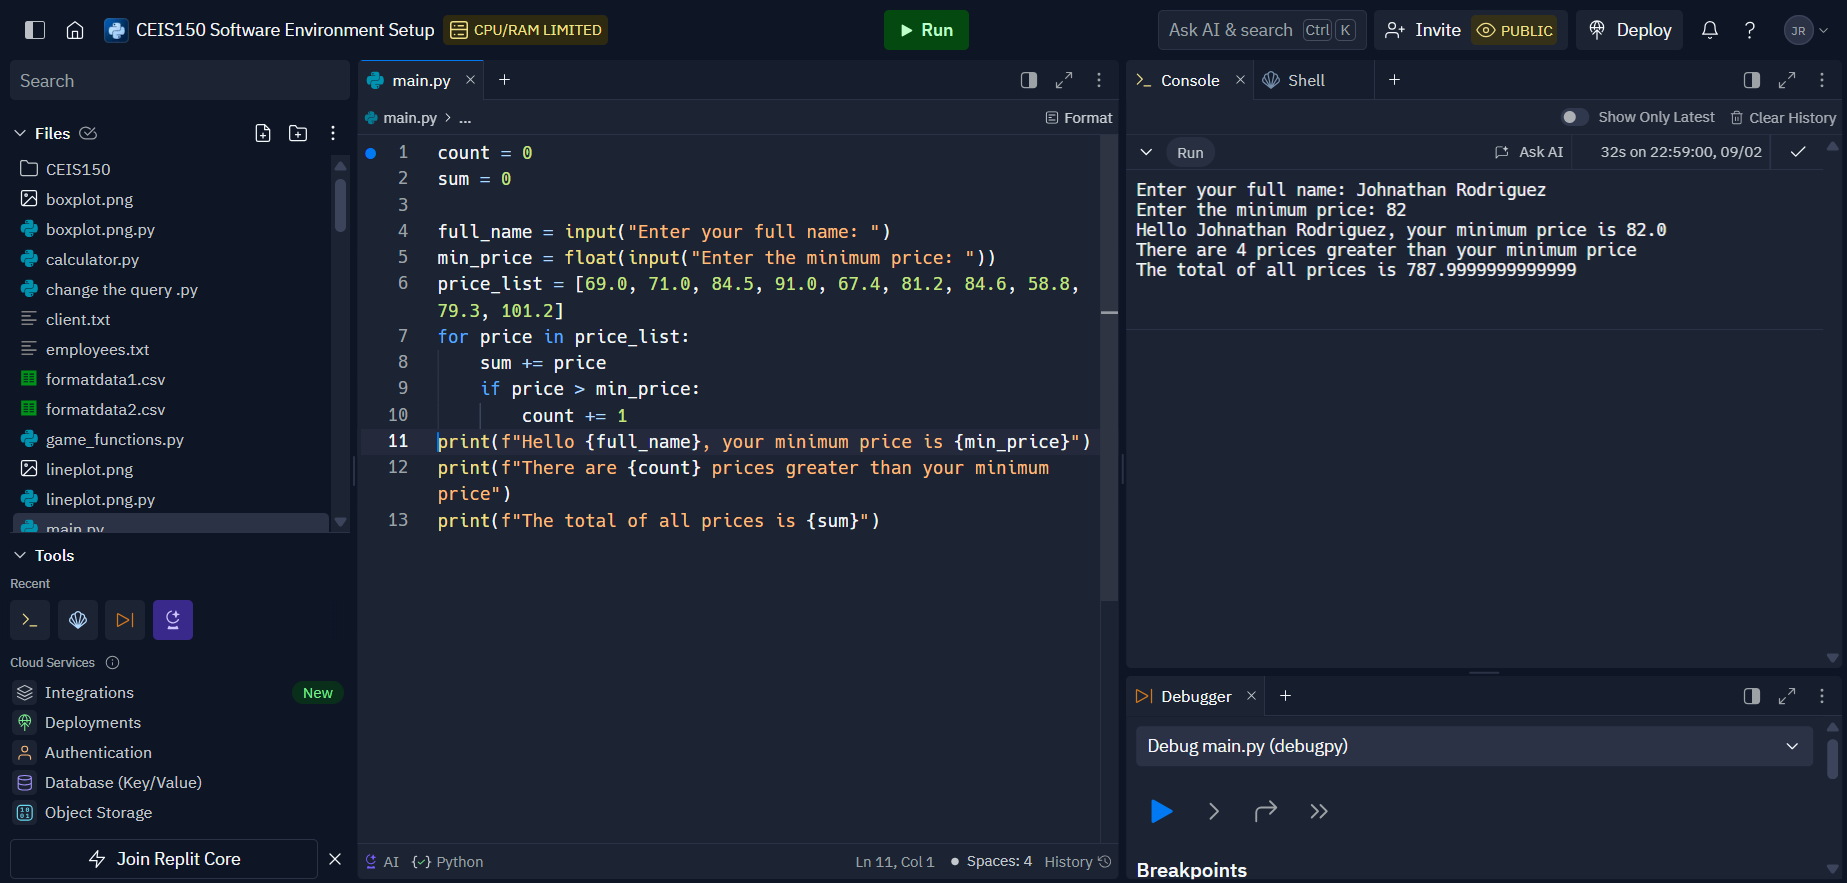 CEIS150 Software Environment Setup
CPU/RAM LIMITED
Run
Ask AI & search
Ctrl K
Invite
PUBLIC
Deploy
JR
Search
Files
CEIS150
boxplot.png
boxplot.png.py
calculator.py
change the query .py
client.txt
employees.txt
formatdata1.csv
formatdata2.csv
game_functions.py
lineplot.png
lineplot.png.py
main.py
Tools
Recent
Cloud Services
Integrations
New
Deployments
Authentication
Database (Key/Value)
Object Storage
Join Replit Core
main.py
main.py > ...
Format
1 count = 0
2 sum = 0
3
4 full_name = input("Enter your full name: ")
5 min_price = float(input("Enter the minimum price: "))
6 price_list = [69.0, 71.0, 84.5, 91.0, 67.4, 81.2, 84.6, 58.8,
79.3, 101.2]
7 for price in price_list:
8 sum += price
9 if price > min_price:
10 count += 1
11 print(f"Hello {full_name}, your minimum price is {min_price}")
12 print(f"There are {count} prices greater than your minimum
price")
13 print(f"The total of all prices is {sum}")
AI
Python
Ln 11, Col 1
Spaces: 4
History
Console
Shell
Show Only Latest
Clear History
Run
Ask AI
32s on 22:59:00, 09/02
Enter your full name: Johnathan Rodriguez
Enter the minimum price: 82
Hello Johnathan Rodriguez, your minimum price is 82.0
There are 4 prices greater than your minimum price
The total of all prices is 787.9999999999999
Debugger
Debug main.py (debugpy)
Breakpoints